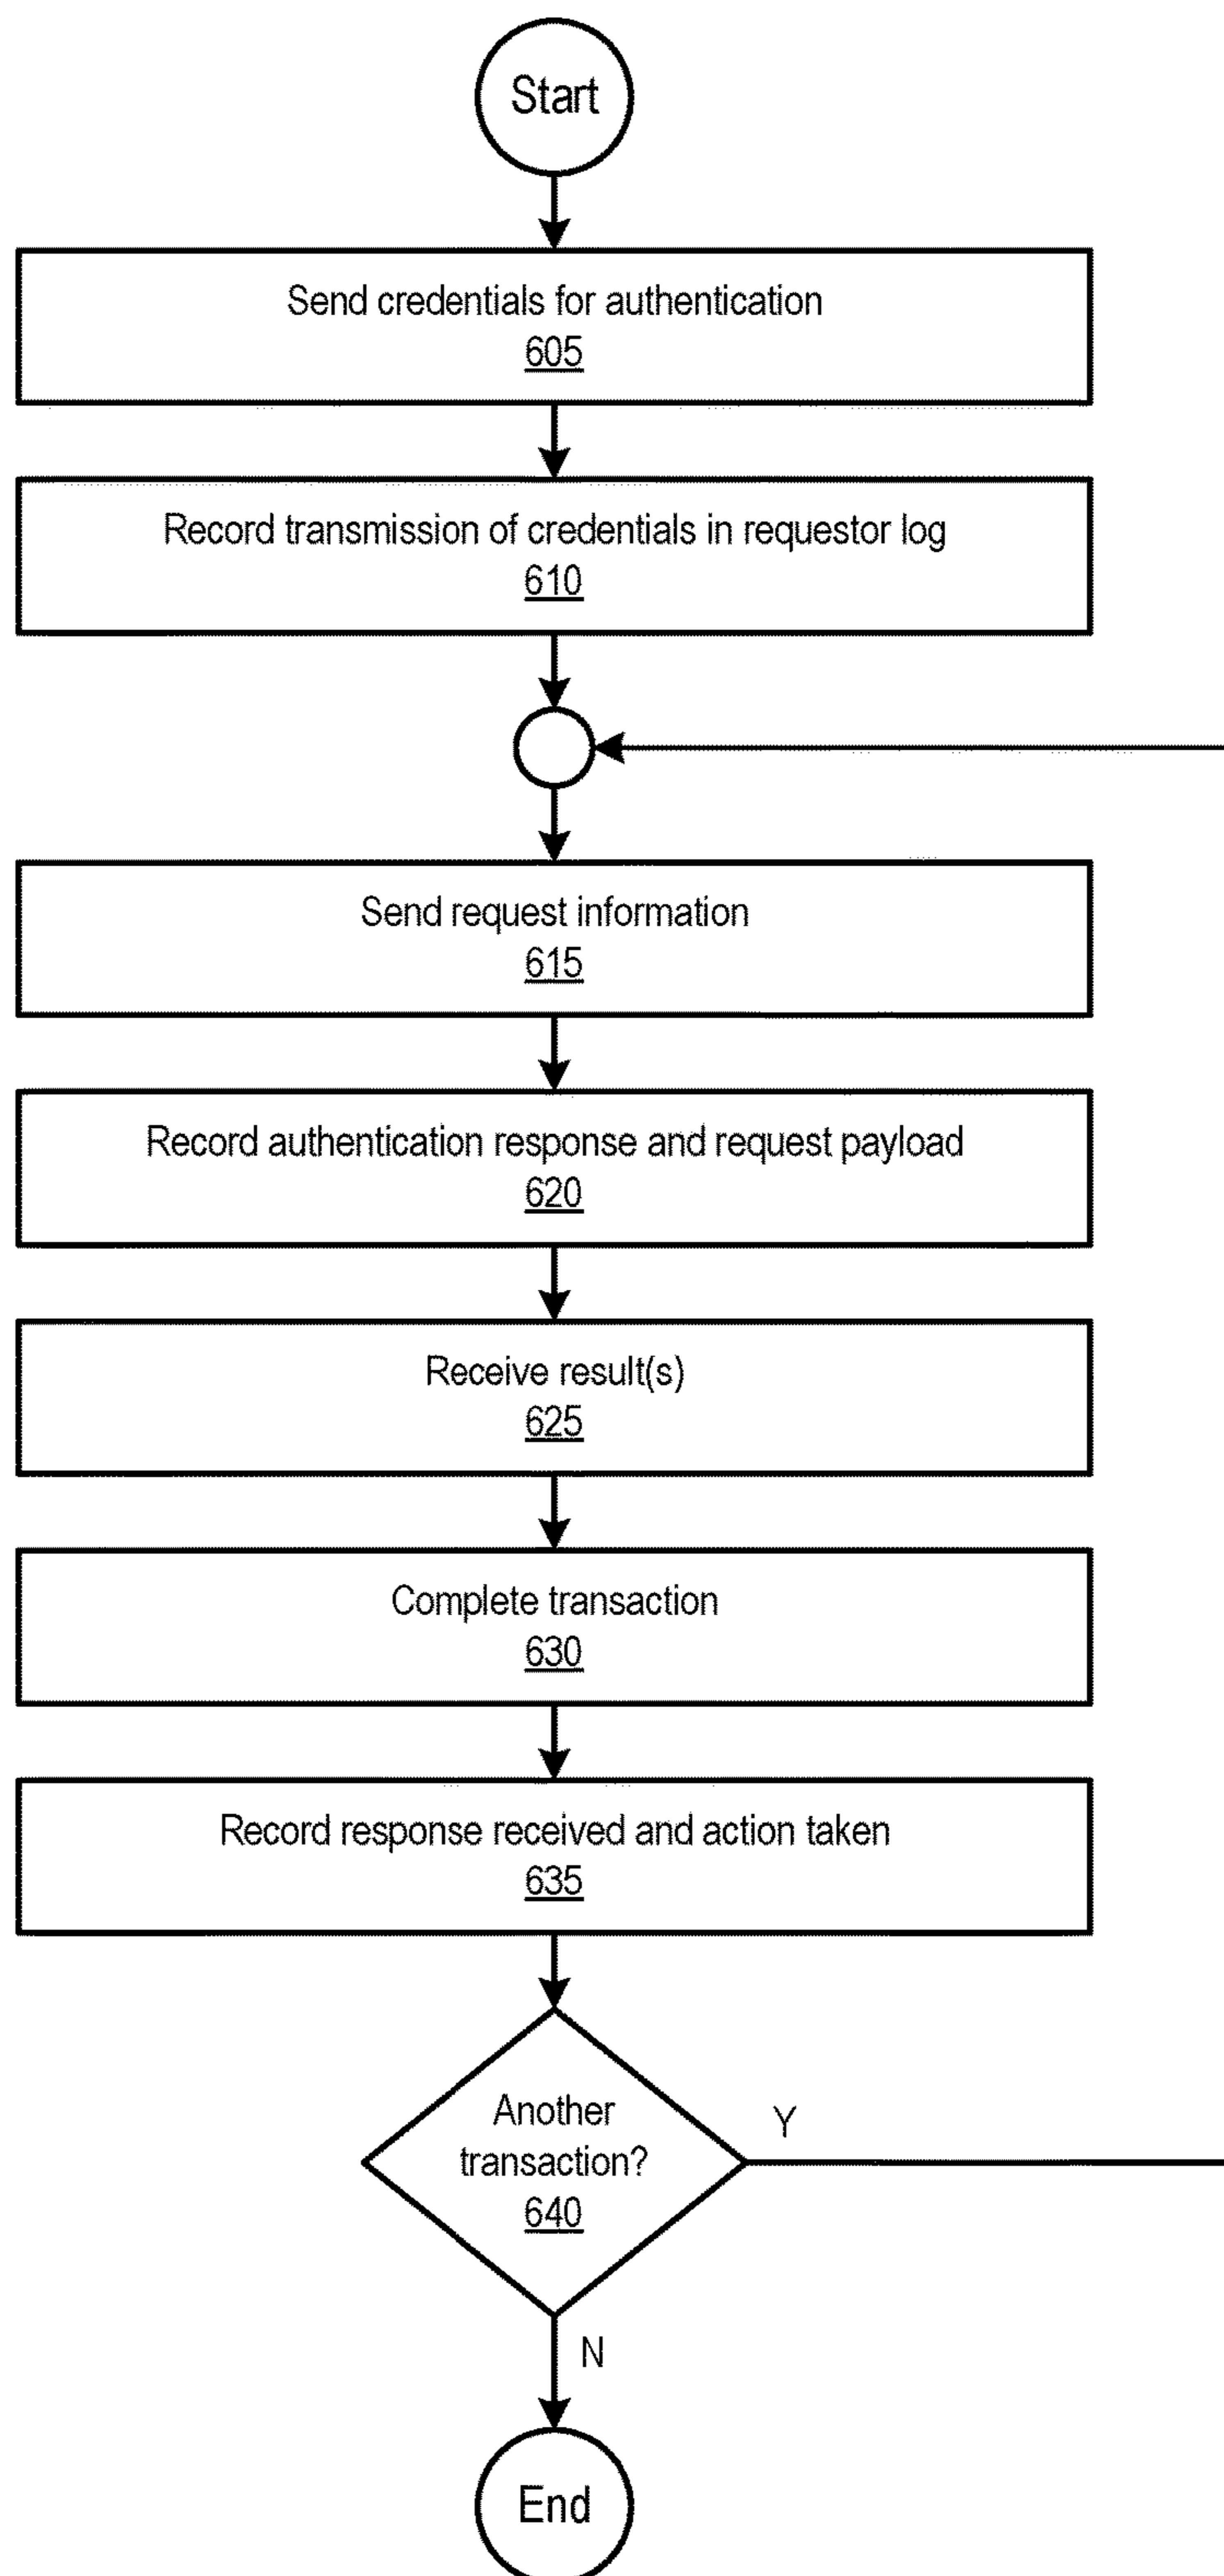 Start
Send credentials for authentication
605
Record transmission of credentials in requestor log
610
Send request information
615
Record authentication response and request payload
620
Receive result(s)
625
Complete transaction
630
Record response received and action taken
635
Another
transaction?
640
Y
N
End